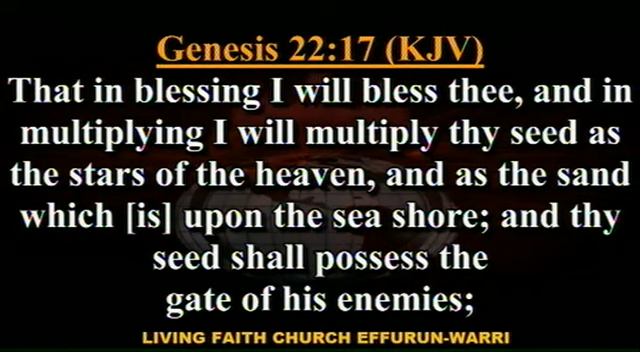 Genesis 22:17 (KJV)
That in blessing I will bless thee, and in
multiplying I will multiply thy seed as
the stars of the heaven, and as the sand
which [is] upon the sea shore; and thy
seed shall possess the
gate of his enemies;
LIVING FAITH CHURCH EFFURUN-WARRI